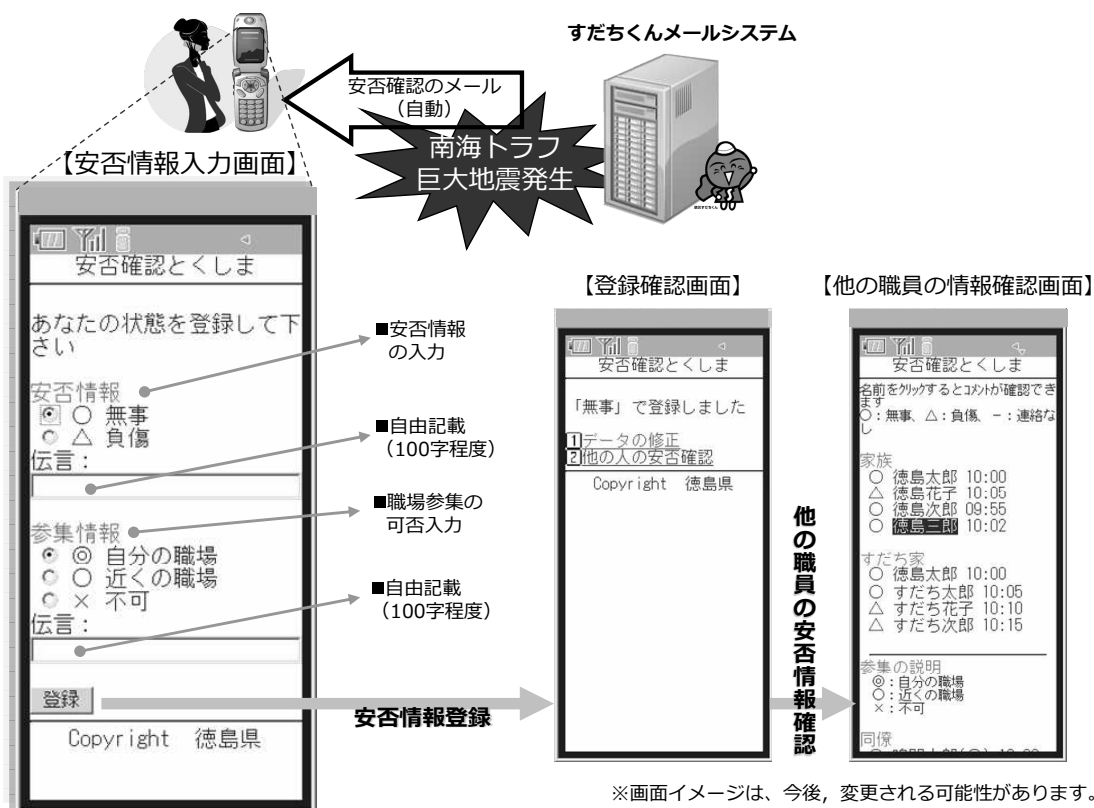 すだちくんメールシステム
安否確認のメール
（自動）
南海トラフ
巨大地震発生
【安否情報入力画面】
安否確認とくしま
あなたの状態を登録して下
さい
安否情報
○ 無事
△ 負傷
伝言：
参集情報
◎ 自分の職場
○ 近くの職場
× 不可
伝言：
登録
Copyright 徳島県
■安否情報
の入力
■自由記載
（100字程度）
■職場参集の
可否入力
■自由記載
（100字程度）
安否情報登録
【登録確認画面】
安否確認とくしま
「無事」で登録しました
1データの修正
2他の人の安否確認
Copyright 徳島県
他の職員の安否情報確認
【他の職員の情報確認画面】
安否確認とくしま
名前をクリックするとコメントが確認でき
ます
○：無事、△：負傷、－：連絡な
し
家族
○ 徳島太郎 10:00
△ 徳島花子 10:05
○ 徳島次郎 09:55
○ 徳島三郎 10:02
すだち家
○ 徳島太郎 10:00
○ すだち太郎 10:05
△ すだち花子 10:10
△ すだち次郎 10:15
参集の説明
◎：自分の職場
○：近くの職場
×：不可
同僚
※画面イメージは、今後，変更される可能性があります。